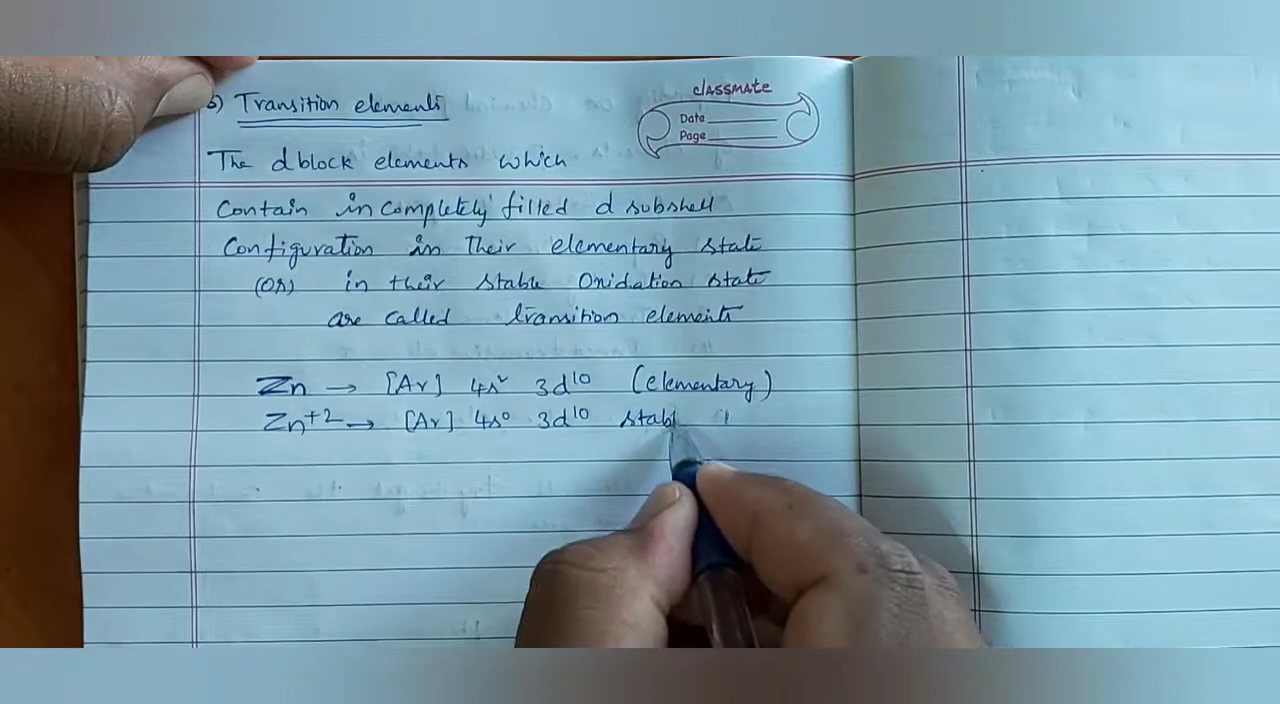 classmate
Date
Page
6) Transition elements
The d block elements which
Contain incompletely filled d subshell
Configuration in their elementary state
(or) in their stable Oxidation state
are called transition elements
Zn → [Ar] 4s² 3d¹⁰ (elementary)
Zn⁺² → [Ar] 4s⁰ 3d¹⁰ stabl